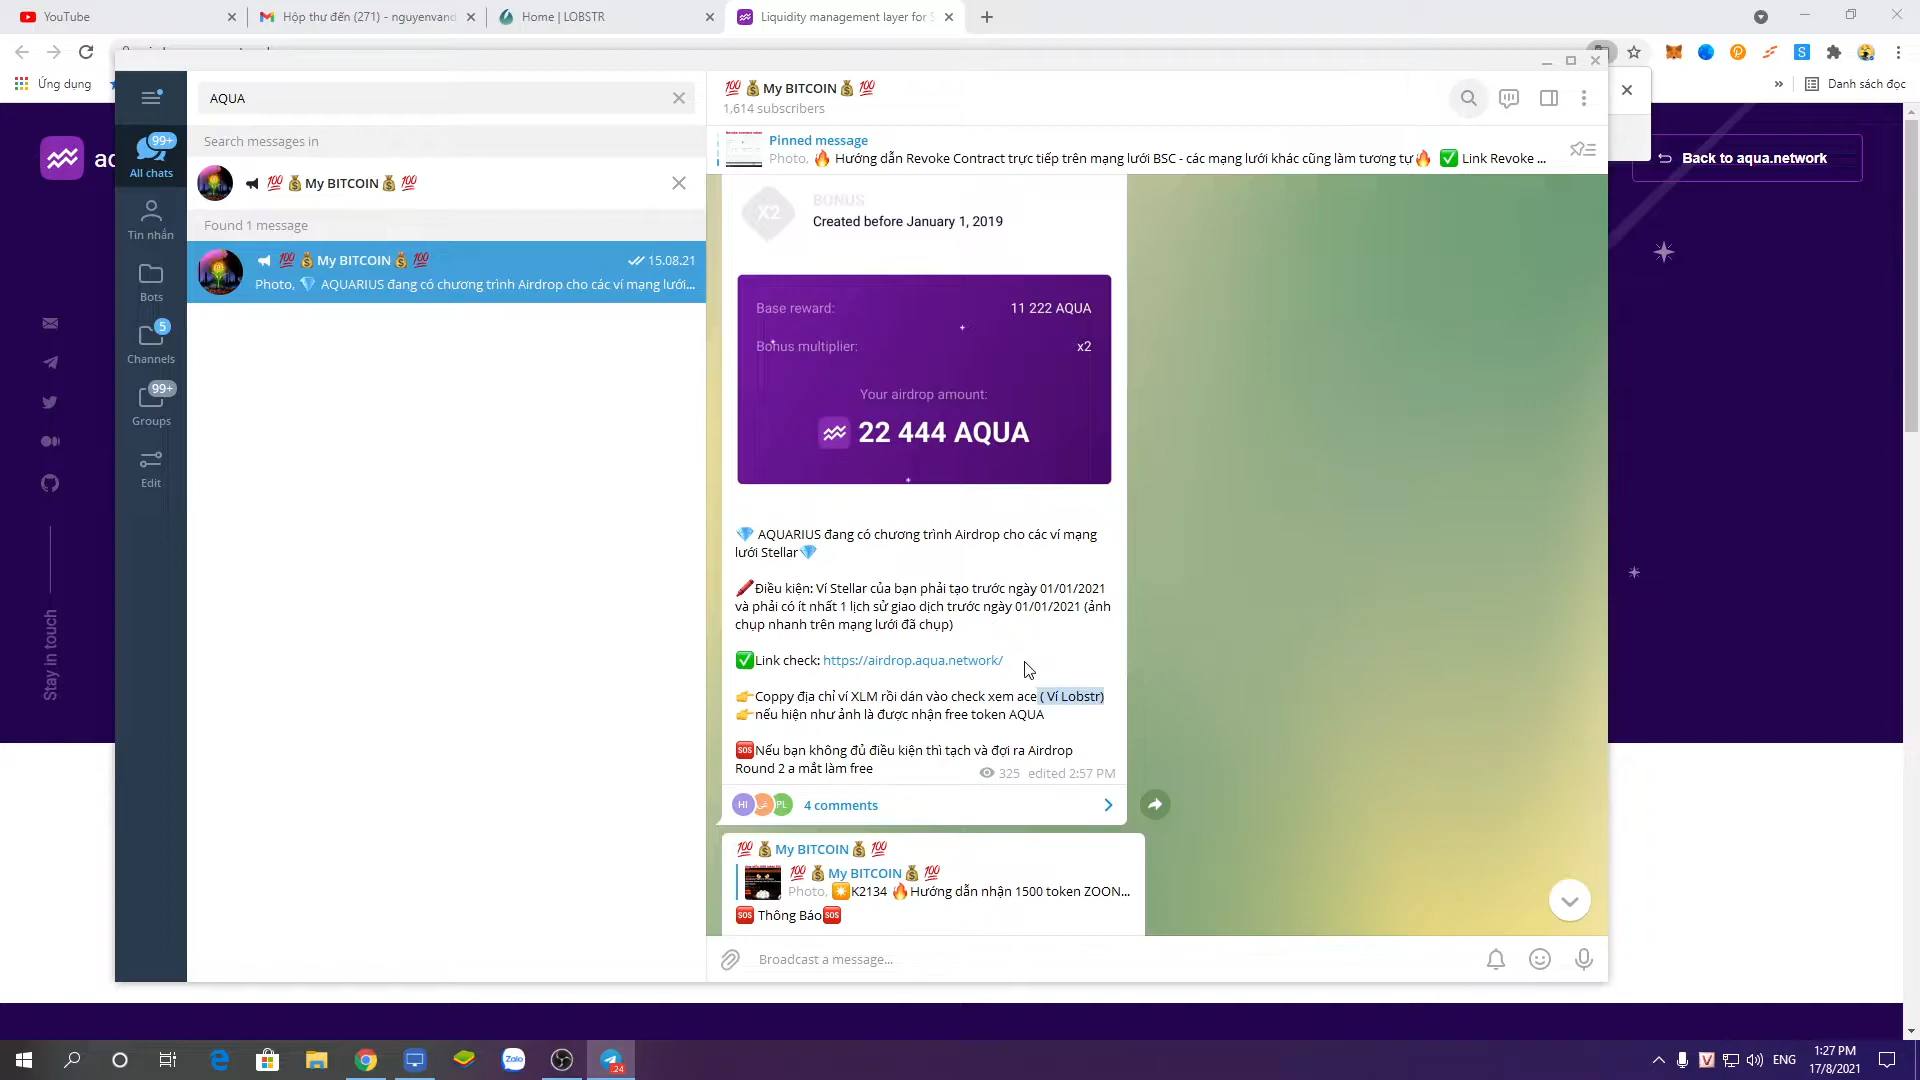 YouTube
Hộp thư đến (271) - nguyenvand
Home | LOBSTR
Liquidity management layer for S
Ứng dụng
»
Danh sách đọc
Back to aqua.network
Stay in touch
99+
All chats
Tin nhắn
Bots
5
Channels
99+
Groups
Edit
AQUA
Search messages in
💯💰My BITCOIN💰💯
Found 1 message
💯💰My BITCOIN💰💯 15.08.21
Photo, 💎 AQUARIUS đang có chương trình Airdrop cho các ví mạng lưới...
💯💰My BITCOIN💰💯
1,614 subscribers
Pinned message
Photo, 🔥 Hướng dẫn Revoke Contract trực tiếp trên mạng lưới BSC - các mạng lưới khác cũng làm tương tự🔥 ✅ Link Revoke ...
X2
BONUS
Created before January 1, 2019
Base reward: 11 222 AQUA
Bonus multiplier: x2
Your airdrop amount:
22 444 AQUA
💎 AQUARIUS đang có chương trình Airdrop cho các ví mạng
lưới Stellar💎
🖍Điều kiện: Ví Stellar của bạn phải tạo trước ngày 01/01/2021
và phải có ít nhất 1 lịch sử giao dịch trước ngày 01/01/2021 (ảnh
chụp nhanh trên mạng lưới đã chụp)
✅Link check: https://airdrop.aqua.network/
👉Coppy địa chỉ ví XLM rồi dán vào check xem ace ( Ví Lobstr)
👉nếu hiện như ảnh là được nhận free token AQUA
🆘Nếu bạn không đủ điều kiện thì tạch và đợi ra Airdrop
Round 2 a mắt làm free
325 edited 2:57 PM
HI PL 4 comments
💯💰My BITCOIN💰💯
💯💰My BITCOIN💰💯
Photo, ✴️K2134 🔥Hướng dẫn nhận 1500 token ZOON...
🆘 Thông Báo🆘
Broadcast a message...
Zalo
24
ENG
1:27 PM
17/8/2021